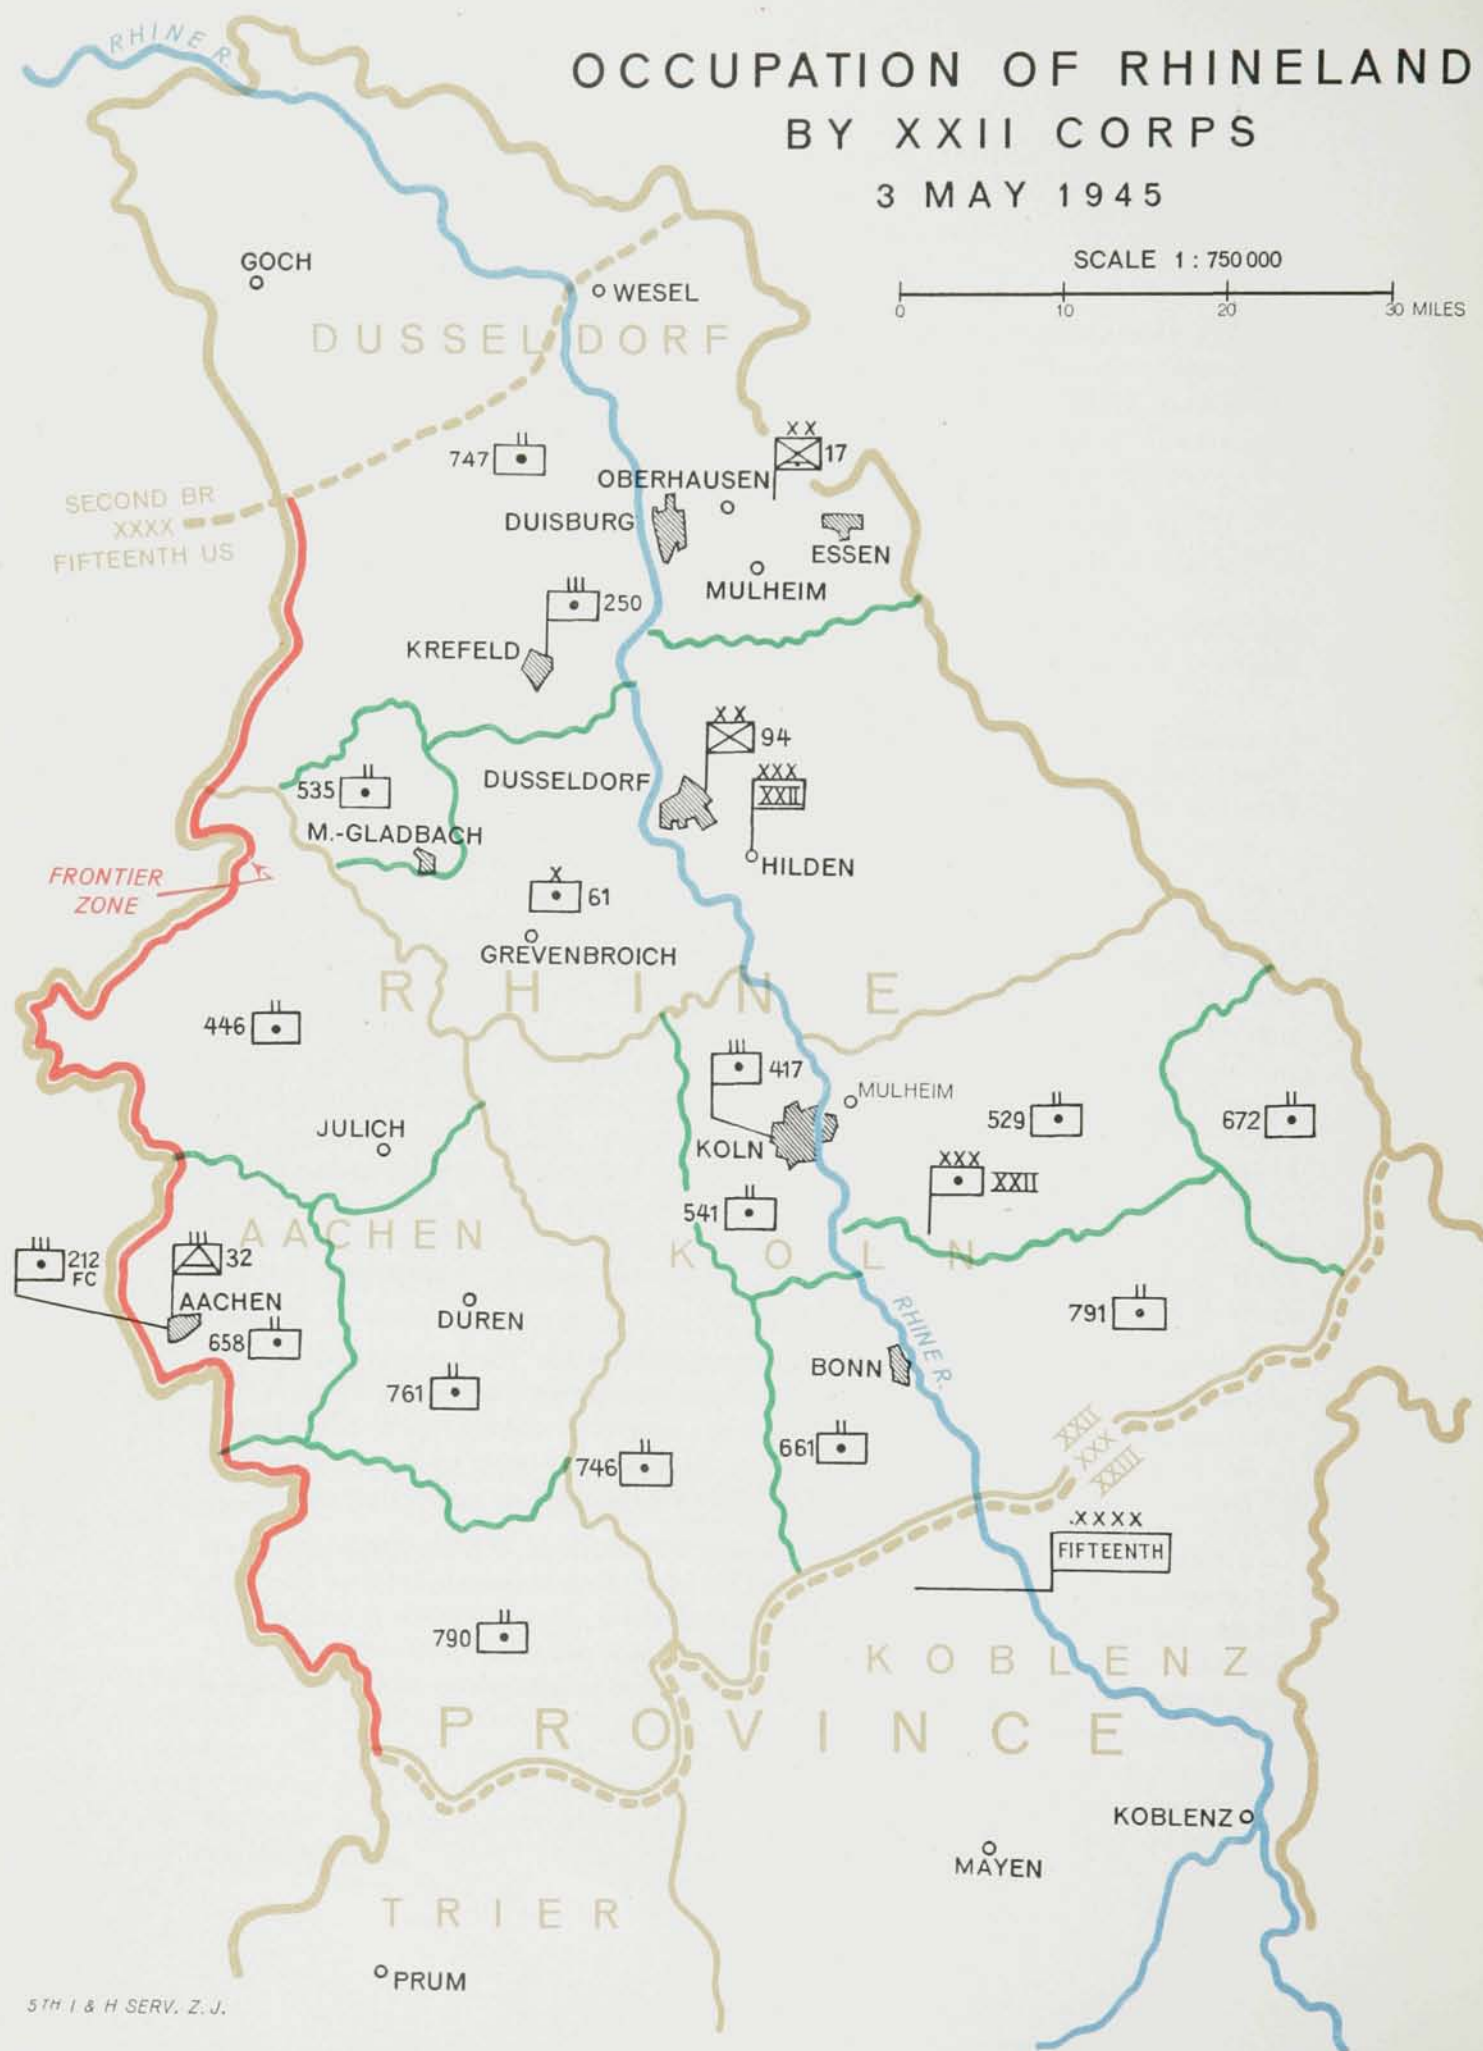 RHINE R.
OCCUPATION OF RHINELAND
BY XXII CORPS
3 MAY 1945
SCALE 1 : 750 000
0 10 20 30 MILES
GOCH
WESEL
DUSSELDORF
XX
17
747
OBERHAUSEN
SECOND BR
XXXX
FIFTEENTH US
DUISBURG
ESSEN
MULHEIM
250
KREFELD
XX
94
DUSSELDORF
XXX
XXII
535
M.-GLADBACH
HILDEN
FRONTIER
ZONE
X
61
GREVENBROICH
RHINE
446
417
MULHEIM
529
672
JULICH
KOLN
XXX
XXII
541
AACHEN
KOLN
212
FC
32
AACHEN
658
DUREN
RHINE R.
791
BONN
761
746
661
XXII
XXX
XXIII
XXXX
FIFTEENTH
790
KOBLENZ
PROVINCE
KOBLENZ
MAYEN
TRIER
PRUM
5TH I & H SERV. Z. J.